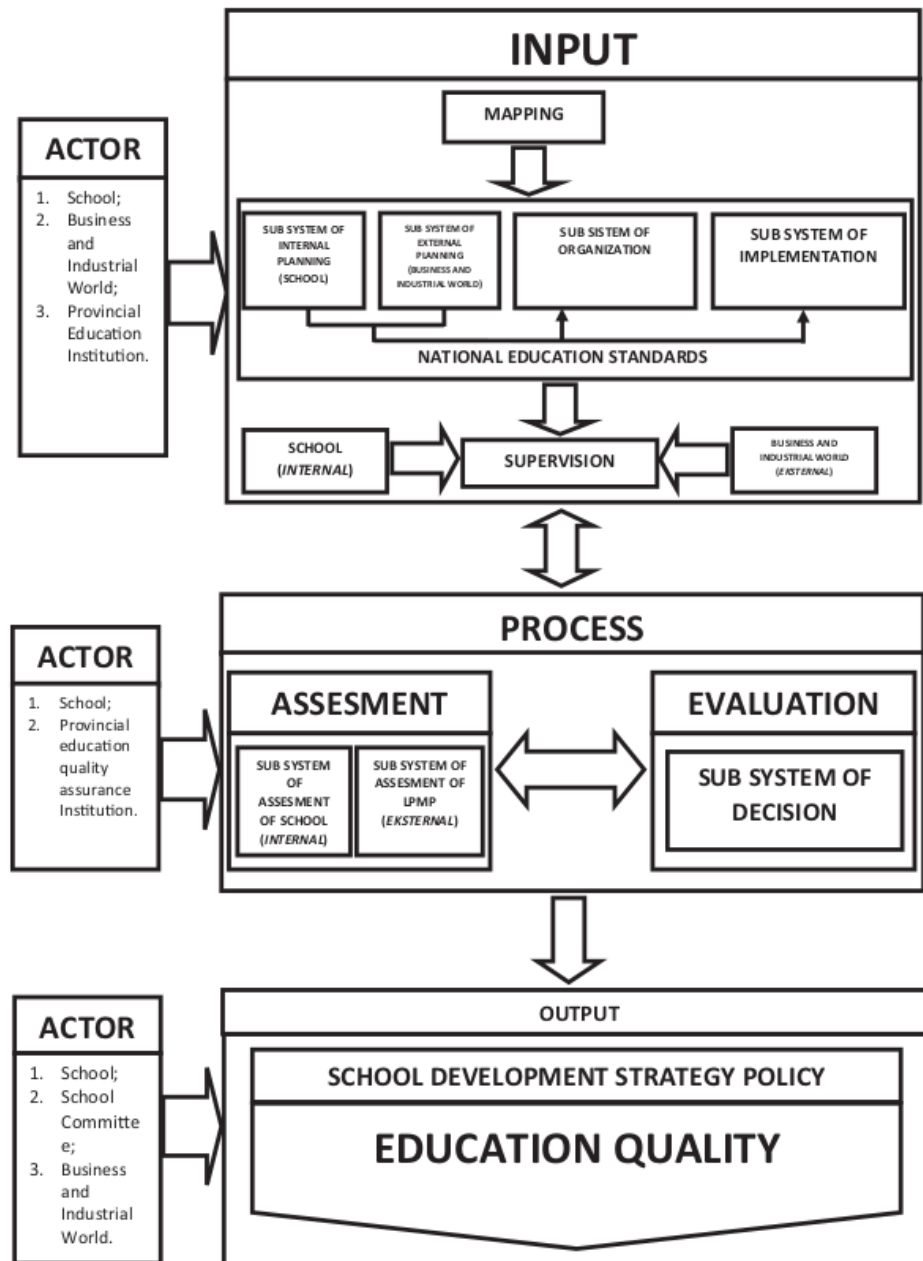 INPUT
MAPPING
ACTOR
1. School;
2. Business
and
Industrial
World;
3. Provincial
Education
Institution.
SUB SYSTEM OF
INTERNAL
PLANNING
(SCHOOL)
SUB SYSTEM OF
EXTERNAL
PLANNING
(BUSINESS AND
INDUSTRIAL WORLD)
SUB SISTEM OF
ORGANIZATION
SUB SYSTEM OF
IMPLEMENTATION
NATIONAL EDUCATION STANDARDS
SCHOOL
(INTERNAL)
SUPERVISION
BUSINESS AND
INDUSTRIAL WORLD
(EKSTERNAL)
PROCESS
ACTOR
1. School;
2. Provincial
education
quality
assurance
Institution.
ASSESMENT
SUB SYSTEM
OF
ASSESMENT
OF SCHOOL
(INTERNAL)
SUB SYSTEM OF
ASSESMENT OF
LPMP
(EKSTERNAL)
EVALUATION
SUB SYSTEM OF
DECISION
OUTPUT
ACTOR
1. School;
2. School
Committe
e;
3. Business
and
Industrial
World.
SCHOOL DEVELOPMENT STRATEGY POLICY
EDUCATION QUALITY